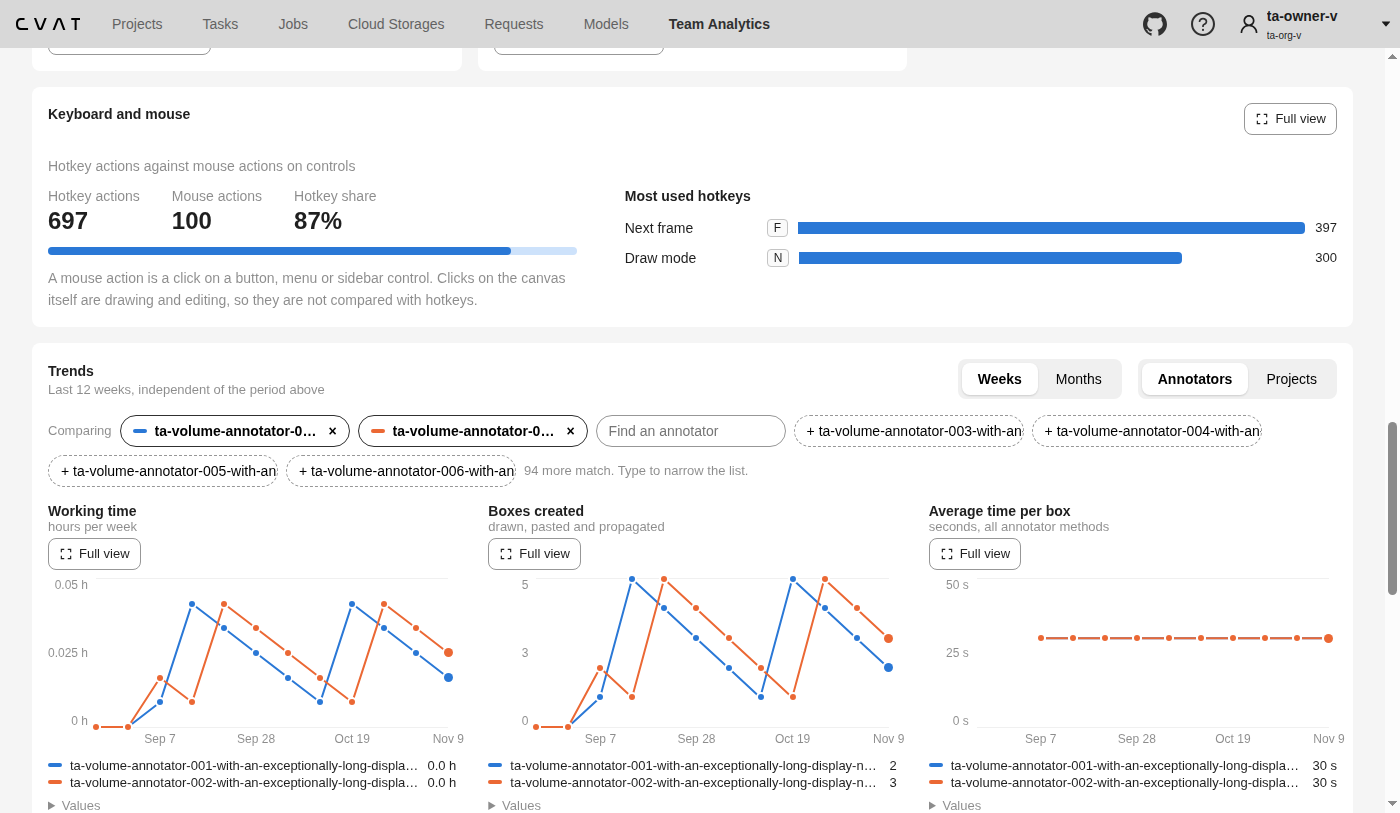 CVAT Projects Tasks Jobs Cloud Storages Requests Models Team Analytics ta-owner-v
ta-org-v
Keyboard and mouse
Full view
Hotkey actions against mouse actions on controls
Hotkey actions Mouse actions Hotkey share
697 100 87%
A mouse action is a click on a button, menu or sidebar control. Clicks on the canvas
itself are drawing and editing, so they are not compared with hotkeys.
Most used hotkeys
Next frame F 397
Draw mode N 300
Trends
Last 12 weeks, independent of the period above
Weeks Months Annotators Projects
Comparing ta-volume-annotator-0… × ta-volume-annotator-0… × Find an annotator + ta-volume-annotator-003-with-an + ta-volume-annotator-004-with-an
+ ta-volume-annotator-005-with-an + ta-volume-annotator-006-with-an 94 more match. Type to narrow the list.
Working time
hours per week
Full view
0.05 h
0.025 h
0 h
Sep 7 Sep 28 Oct 19 Nov 9
ta-volume-annotator-001-with-an-exceptionally-long-displa… 0.0 h
ta-volume-annotator-002-with-an-exceptionally-long-displa… 0.0 h
Values
Boxes created
drawn, pasted and propagated
Full view
5
3
0
Sep 7 Sep 28 Oct 19 Nov 9
ta-volume-annotator-001-with-an-exceptionally-long-display-n… 2
ta-volume-annotator-002-with-an-exceptionally-long-display-n… 3
Values
Average time per box
seconds, all annotator methods
Full view
50 s
25 s
0 s
Sep 7 Sep 28 Oct 19 Nov 9
ta-volume-annotator-001-with-an-exceptionally-long-displa… 30 s
ta-volume-annotator-002-with-an-exceptionally-long-displa… 30 s
Values